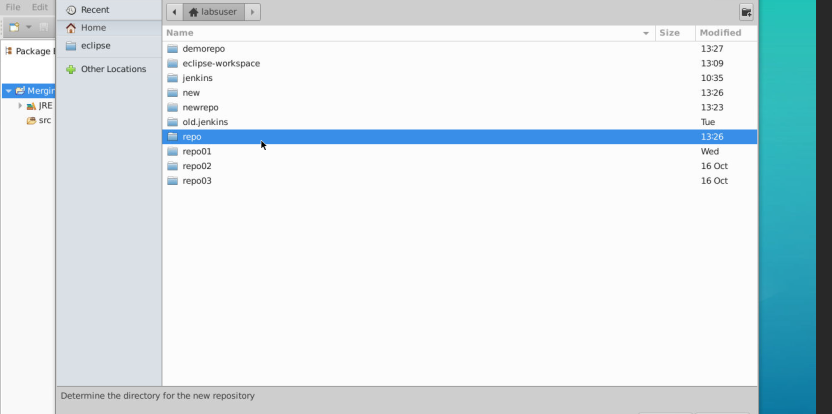 File Edit
Recent
labsuser
Home
Name Size Modified
eclipse
demorepo 13:27
Package
eclipse-workspace 13:09
Other Locations
jenkins 10:35
Mergin
new 13:26
JRE
newrepo 13:23
src
old.jenkins Tue
repo 13:26
repo01 Wed
repo02 16 Oct
repo03 16 Oct
Determine the directory for the new repository